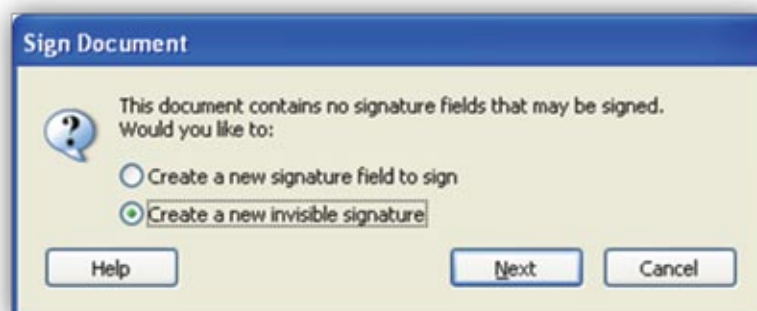 Sign Document
This document contains no signature fields that may be signed.
Would you like to:
Create a new signature field to sign
Create a new invisible signature
Help Next Cancel